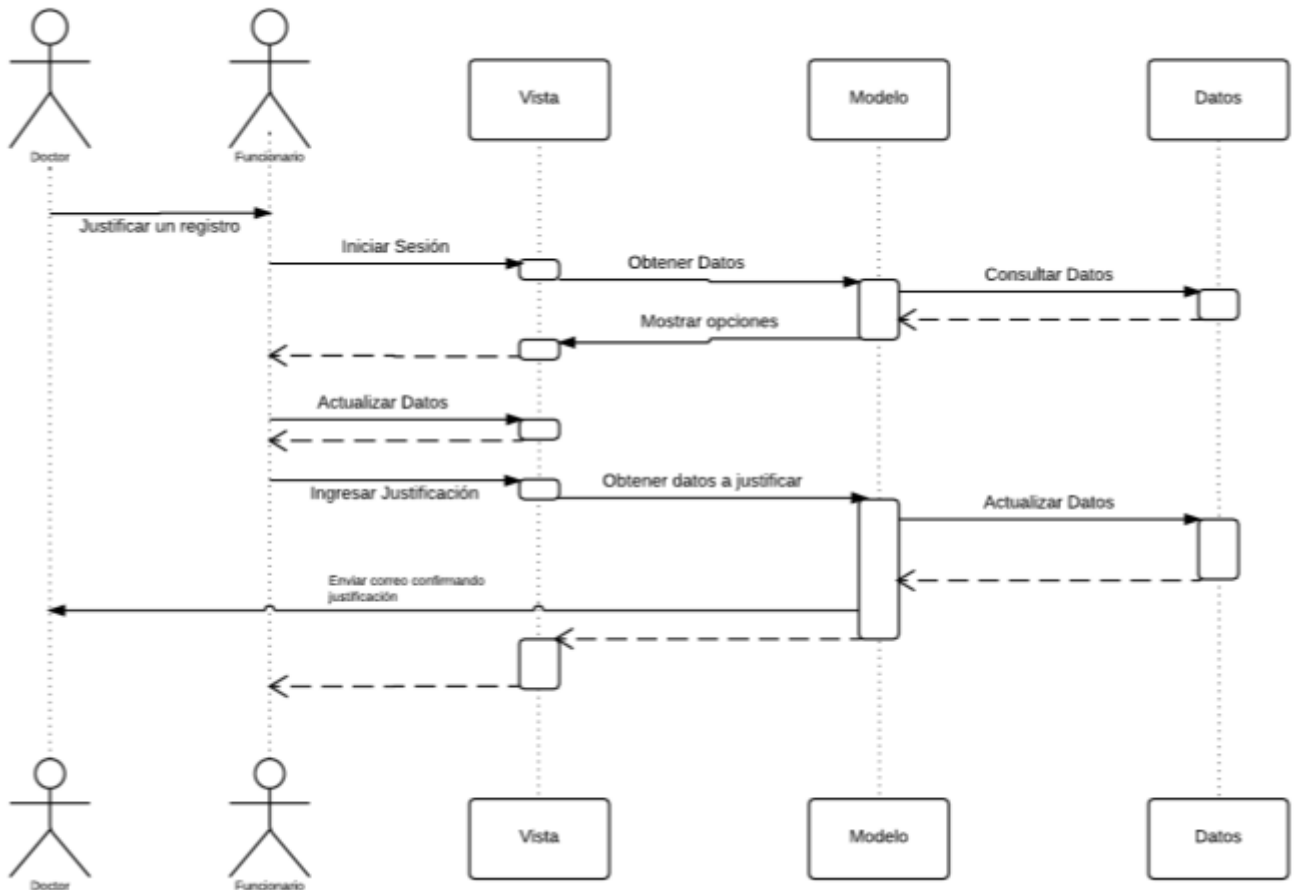 Doctor
Funcionario
Vista
Modelo
Datos
Justificar un registro
Iniciar Sesión
Obtener Datos
Consultar Datos
Mostrar opciones
Actualizar Datos
Ingresar Justificación
Obtener datos a justificar
Actualizar Datos
Enviar correo confirmando
justificación
Doctor
Funcionario
Vista
Modelo
Datos